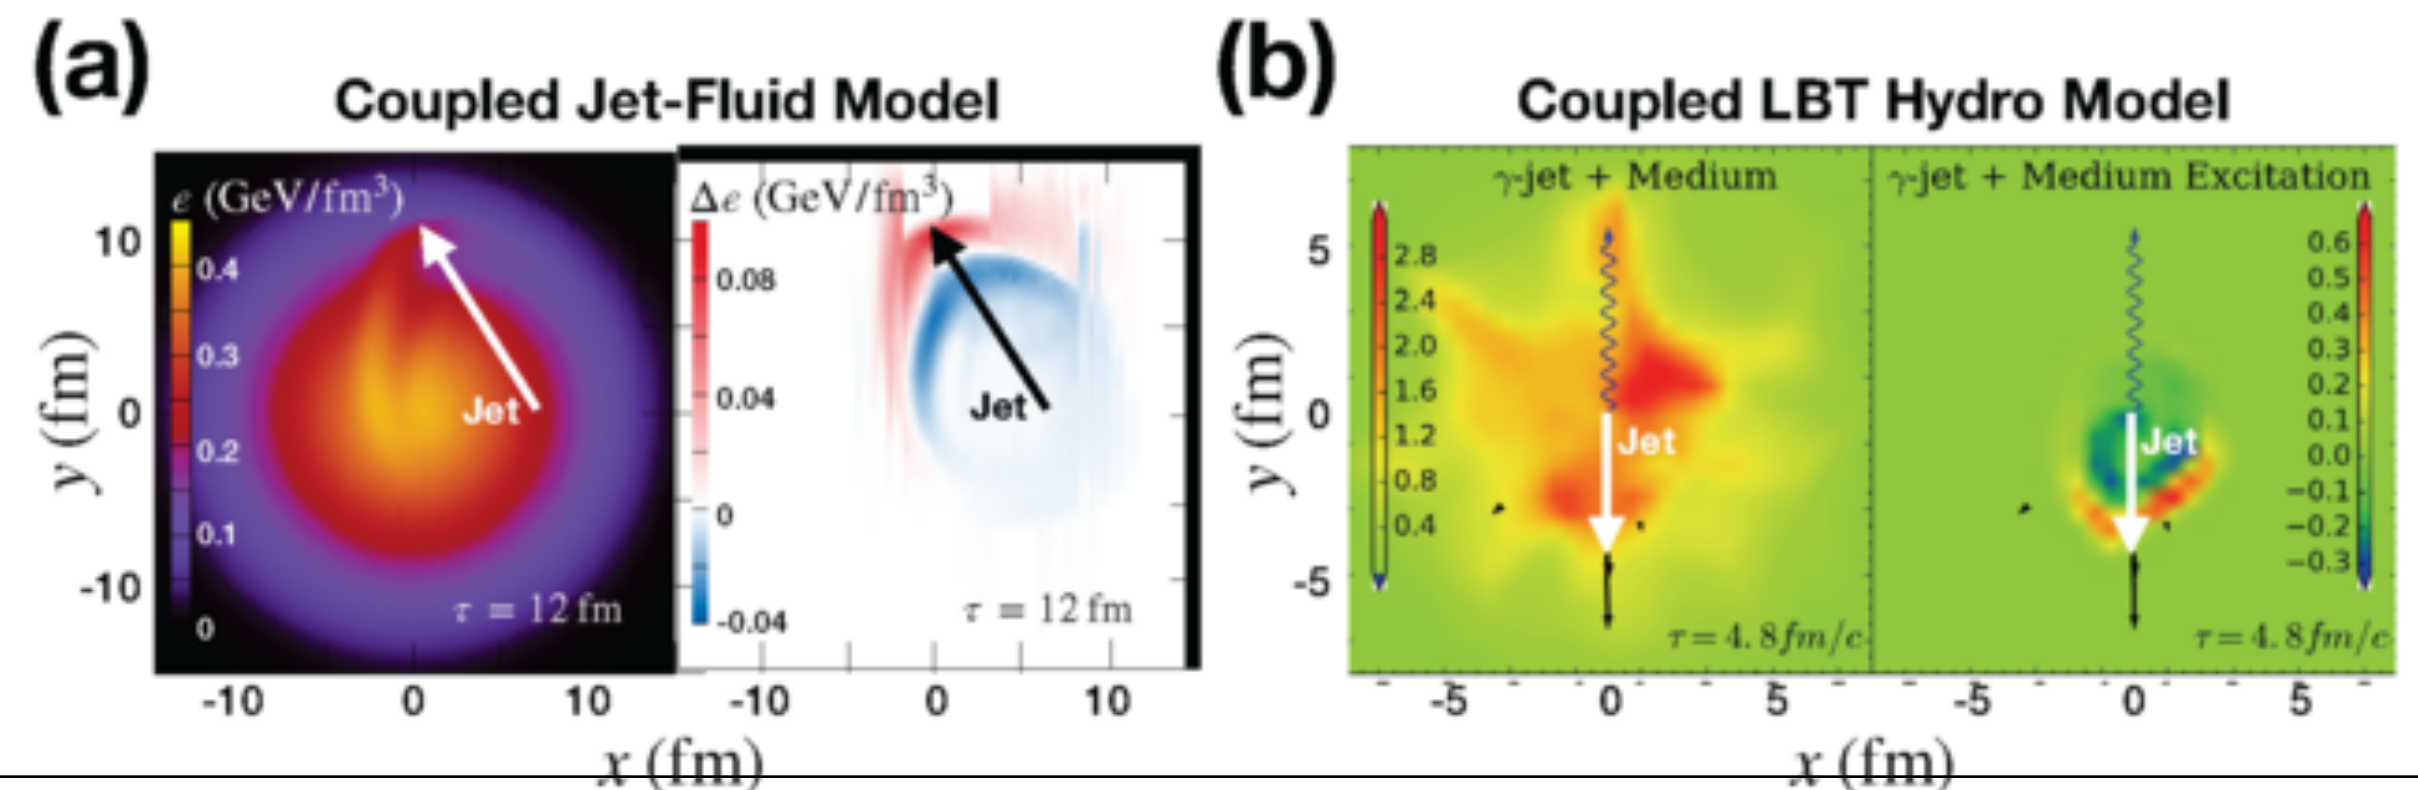 (a)
Coupled Jet-Fluid Model
e (GeV/fm³)
0.4
0.3
0.2
0.1
0
Jet
τ = 12 fm
10
0
-10
y (fm)
-10 0 10
Δe (GeV/fm³)
0.08
0.04
0
-0.04
Jet
τ = 12 fm
-10 0 10
x (fm)
(b)
Coupled LBT Hydro Model
γ-jet + Medium
2.8
2.4
2.0
1.6
1.2
0.8
0.4
Jet
τ=4.8fm/c
5
0
-5
y (fm)
-5 0 5
γ-jet + Medium Excitation
0.6
0.5
0.4
0.3
0.2
0.1
0.0
−0.1
−0.2
−0.3
Jet
τ=4.8fm/c
-5 0 5
x (fm)